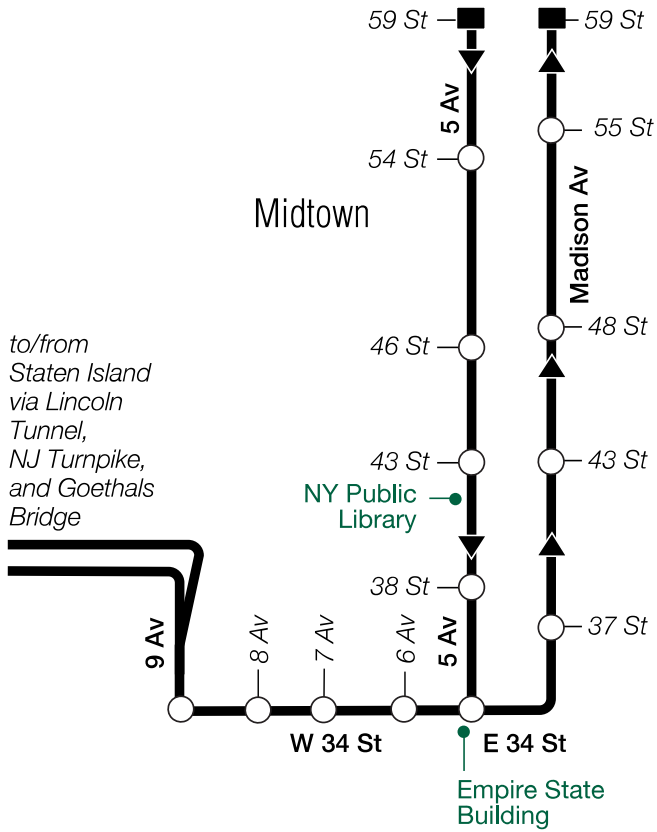 59 St
59 St
5 Av
55 St
54 St
Midtown
Madison Av
48 St
to/from
Staten Island
via Lincoln
Tunnel,
NJ Turnpike,
and Goethals
Bridge
46 St
43 St
43 St
NY Public
Library
38 St
37 St
9 Av
8 Av
7 Av
6 Av
5 Av
W 34 St
E 34 St
Empire State
Building